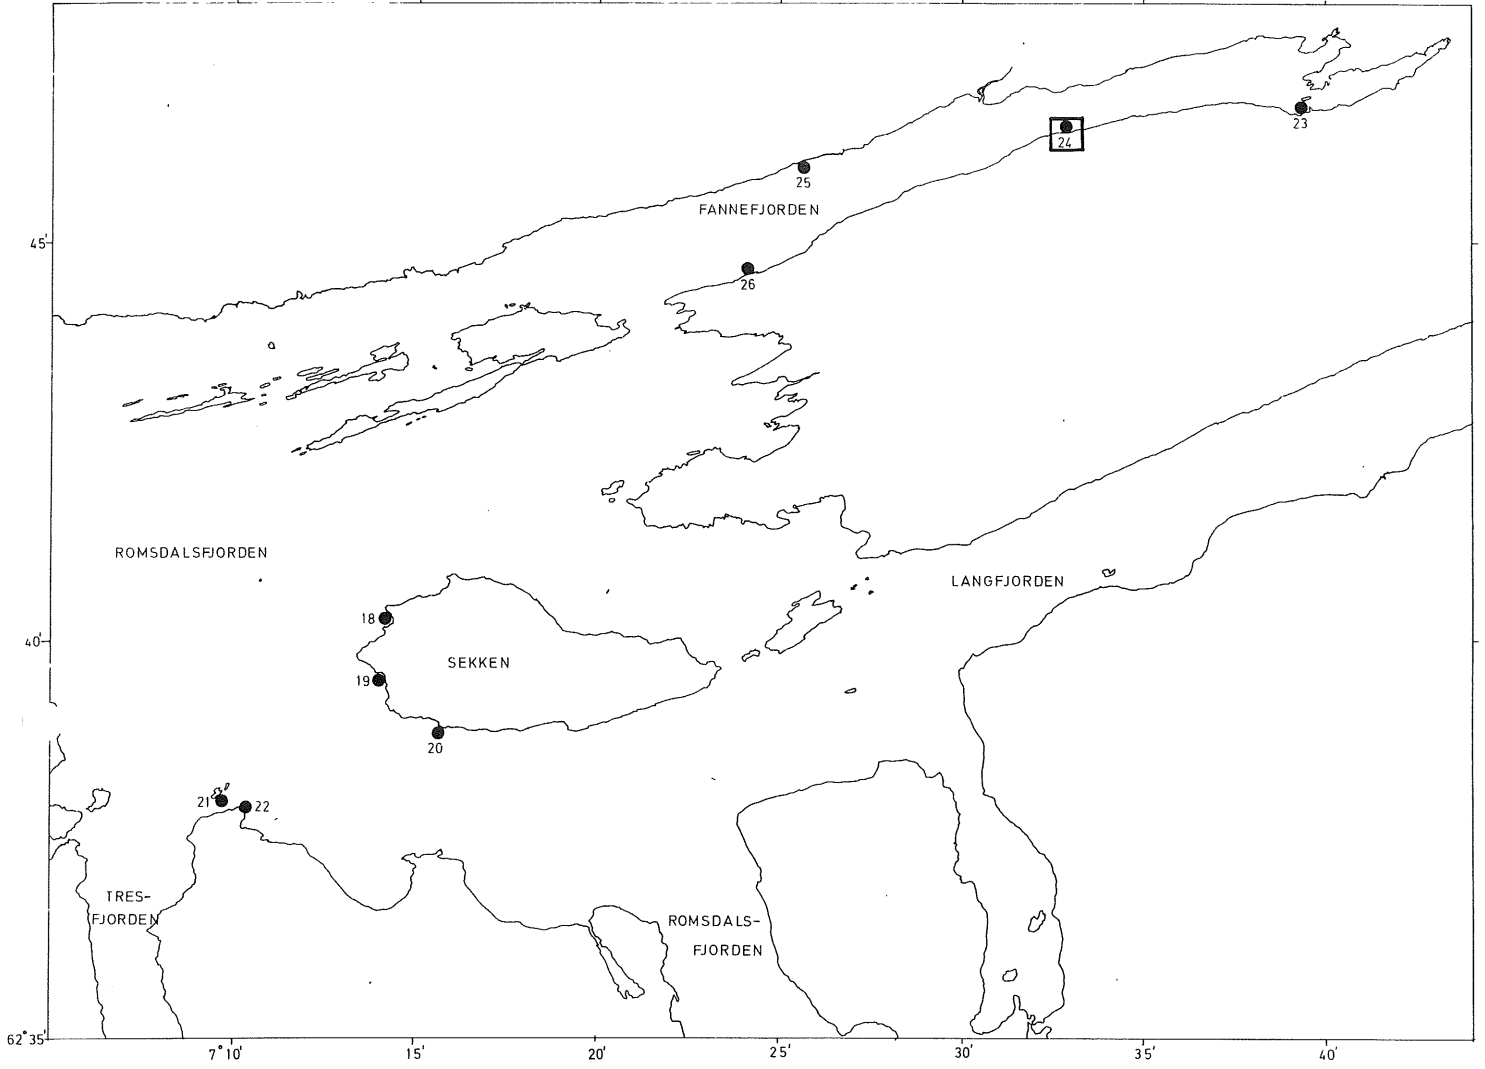 23
24
25
FANNEFJORDEN
45'
26
ROMSDALSFJORDEN
LANGFJORDEN
18
40'
SEKKEN
19
20
21
22
TRES-
FJORDEN
ROMSDALS-
FJORDEN
62°35'
7°10'
15'
20'
25'
30'
35'
40'